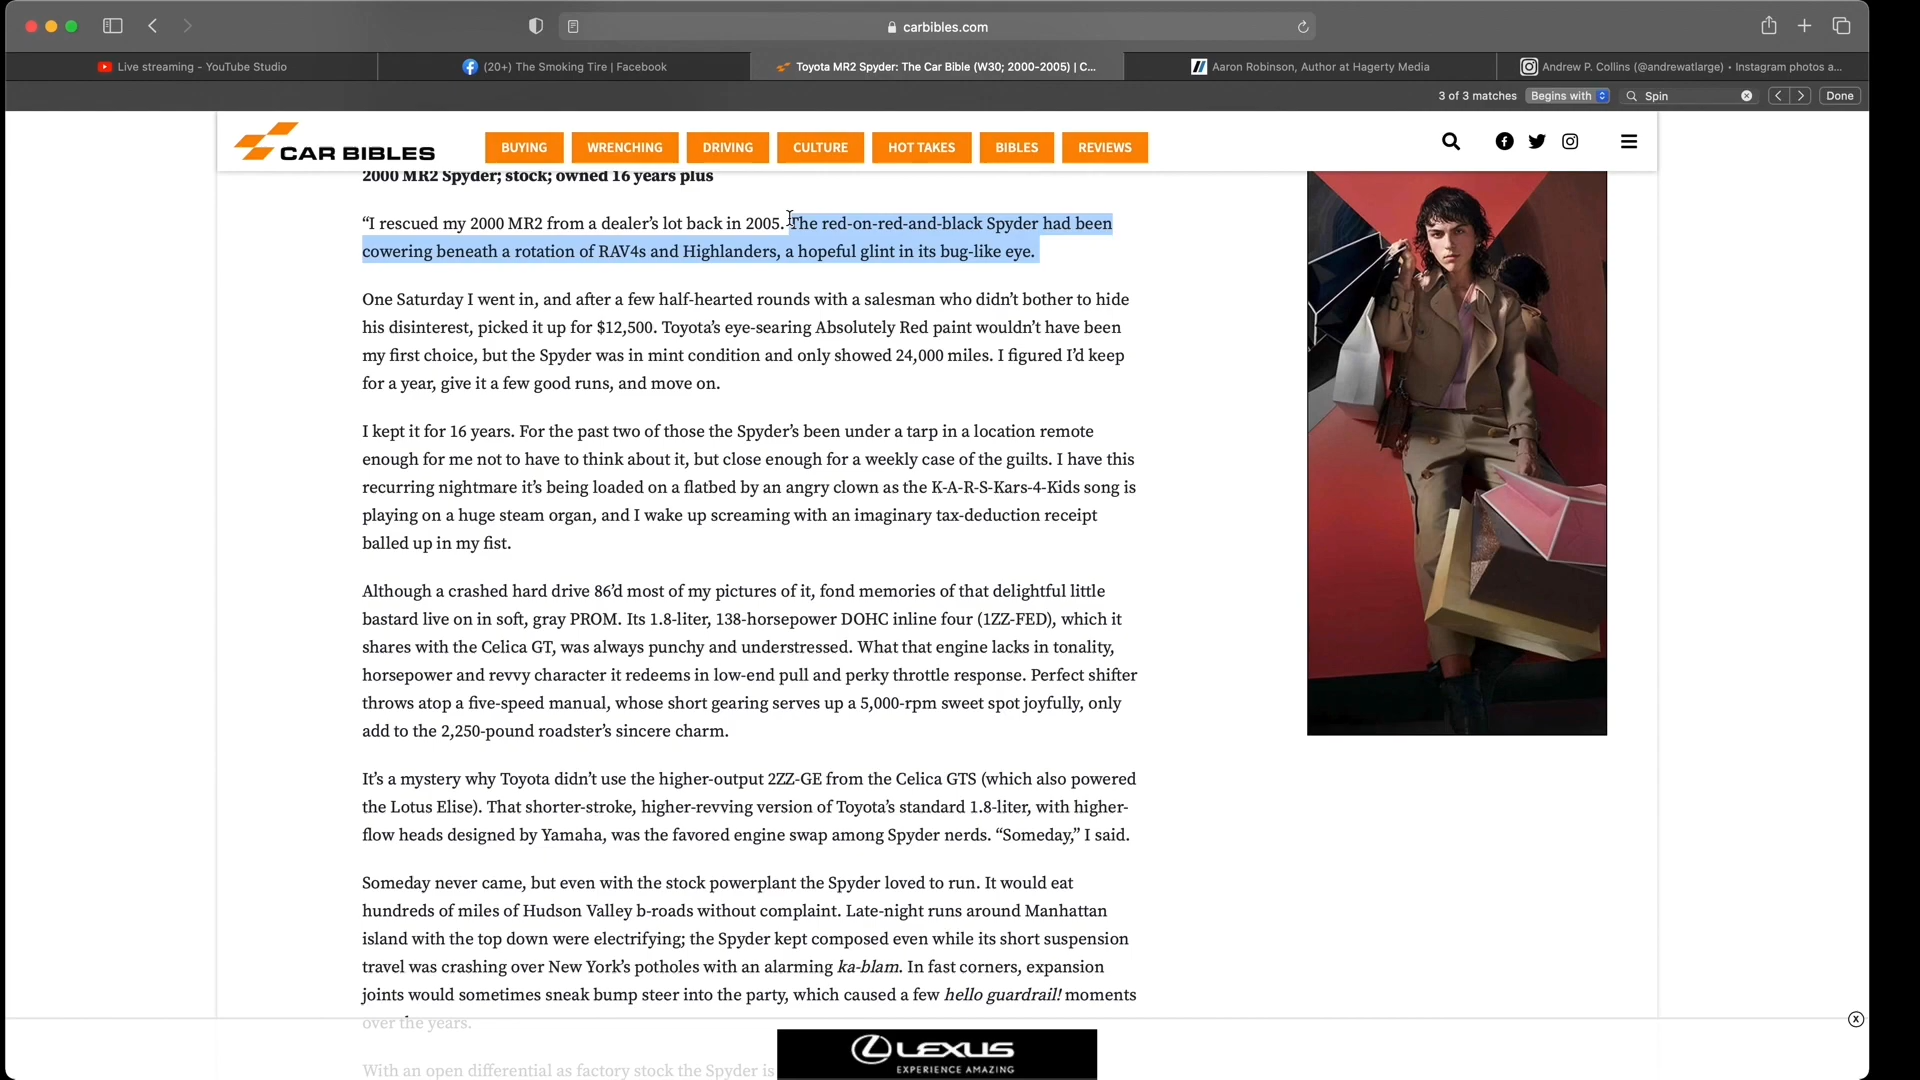 carbibles.com
Live streaming - YouTube Studio
(20+) The Smoking Tire | Facebook
Toyota MR2 Spyder: The Car Bible (W30; 2000-2005) | C...
Aaron Robinson, Author at Hagerty Media
Andrew P. Collins (@andrewatlarge) • Instagram photos a...
3 of 3 matches
Begins with
Spin
Done
CAR BIBLES
BUYING
WRENCHING
DRIVING
CULTURE
HOT TAKES
BIBLES
REVIEWS
2000 MR2 Spyder; stock; owned 16 years plus
“I rescued my 2000 MR2 from a dealer’s lot back in 2005. The red-on-red-and-black Spyder had been
cowering beneath a rotation of RAV4s and Highlanders, a hopeful glint in its bug-like eye.
One Saturday I went in, and after a few half-hearted rounds with a salesman who didn’t bother to hide
his disinterest, picked it up for $12,500. Toyota’s eye-searing Absolutely Red paint wouldn’t have been
my first choice, but the Spyder was in mint condition and only showed 24,000 miles. I figured I’d keep
for a year, give it a few good runs, and move on.
I kept it for 16 years. For the past two of those the Spyder’s been under a tarp in a location remote
enough for me not to have to think about it, but close enough for a weekly case of the guilts. I have this
recurring nightmare it’s being loaded on a flatbed by an angry clown as the K-A-R-S-Kars-4-Kids song is
playing on a huge steam organ, and I wake up screaming with an imaginary tax-deduction receipt
balled up in my fist.
Although a crashed hard drive 86’d most of my pictures of it, fond memories of that delightful little
bastard live on in soft, gray PROM. Its 1.8-liter, 138-horsepower DOHC inline four (1ZZ-FED), which it
shares with the Celica GT, was always punchy and understressed. What that engine lacks in tonality,
horsepower and revvy character it redeems in low-end pull and perky throttle response. Perfect shifter
throws atop a five-speed manual, whose short gearing serves up a 5,000-rpm sweet spot joyfully, only
add to the 2,250-pound roadster’s sincere charm.
It’s a mystery why Toyota didn’t use the higher-output 2ZZ-GE from the Celica GTS (which also powered
the Lotus Elise). That shorter-stroke, higher-revving version of Toyota’s standard 1.8-liter, with higher-
flow heads designed by Yamaha, was the favored engine swap among Spyder nerds. “Someday,” I said.
Someday never came, but even with the stock powerplant the Spyder loved to run. It would eat
hundreds of miles of Hudson Valley b-roads without complaint. Late-night runs around Manhattan
island with the top down were electrifying; the Spyder kept composed even while its short suspension
travel was crashing over New York’s potholes with an alarming ka-blam. In fast corners, expansion
joints would sometimes sneak bump steer into the party, which caused a few hello guardrail! moments
over the years.
With an open differential as factory stock the Spyder is
LEXUS
EXPERIENCE AMAZING